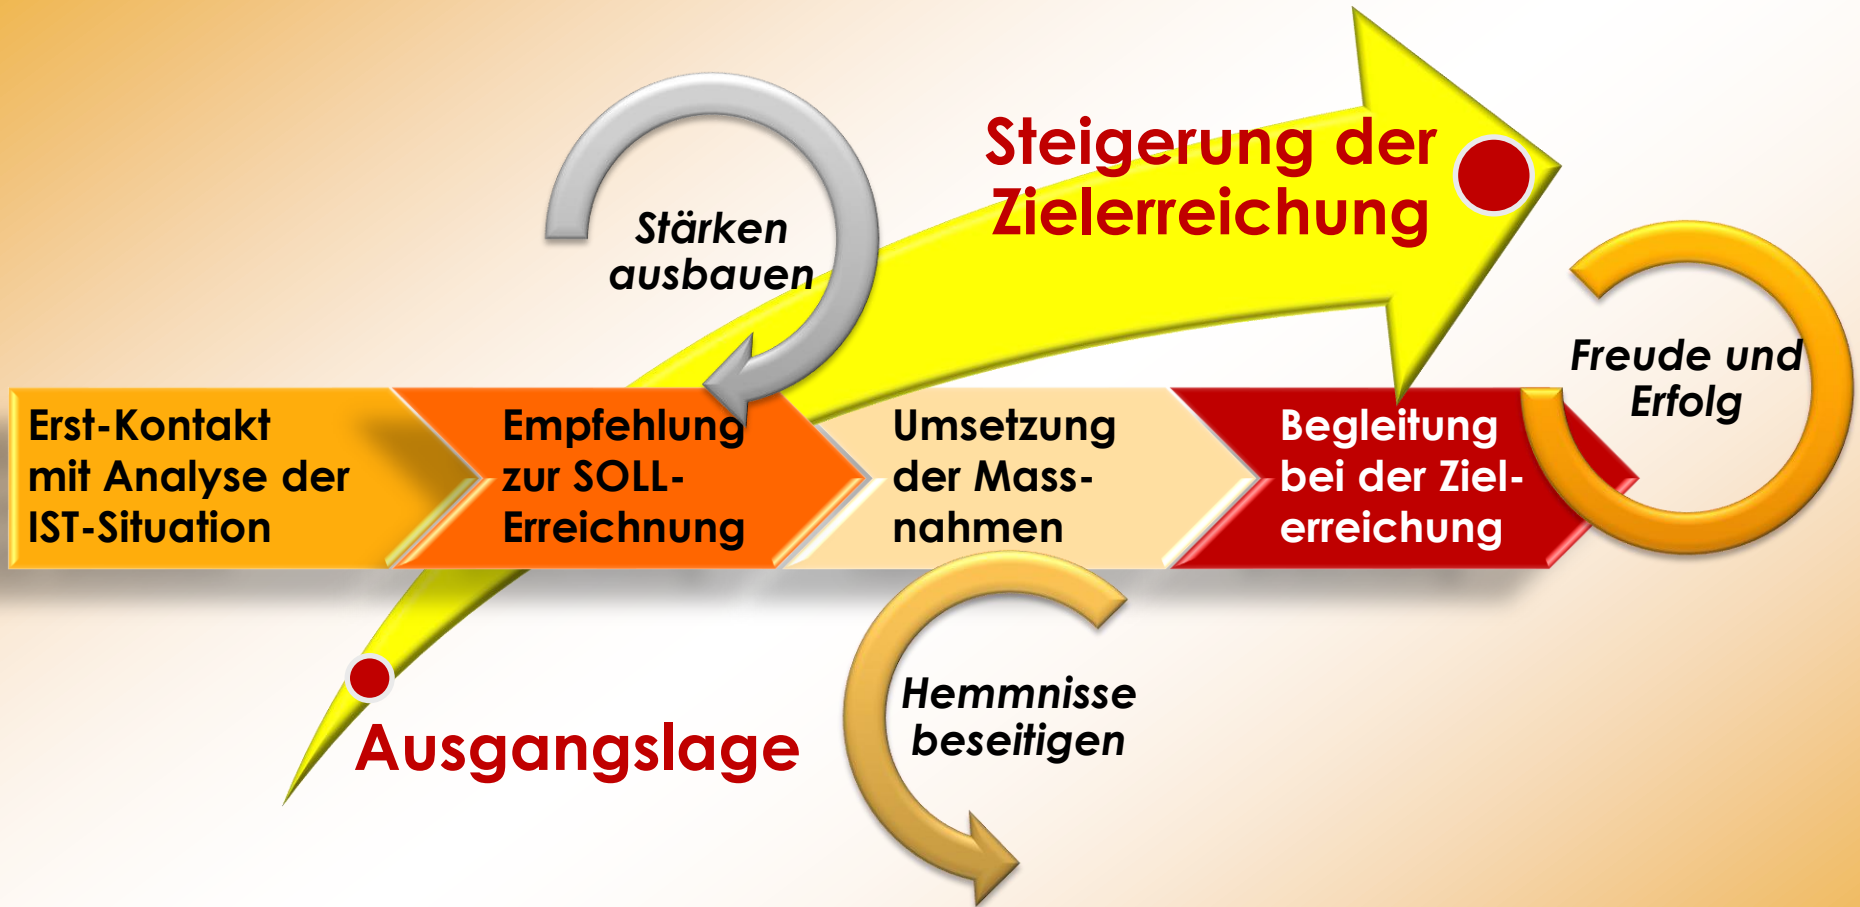 Steigerung der
Zielerreichung
Stärken
ausbauen
Freude und
Erfolg
Erst-Kontakt
mit Analyse der
IST-Situation
Empfehlung
zur SOLL-
Erreichnung
Umsetzung
der Mass-
nahmen
Begleitung
bei der Ziel-
erreichung
Hemmnisse
beseitigen
Ausgangslage